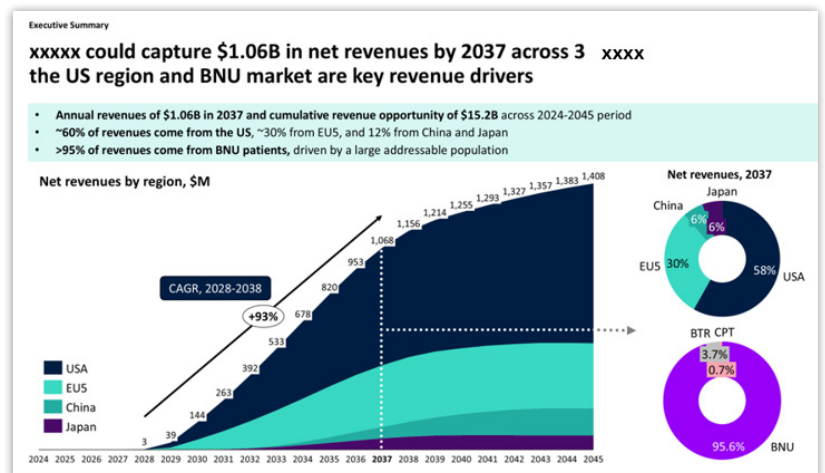 Executive Summary
xxxxx could capture $1.06B in net revenues by 2037 across 3 xxxx
the US region and BNU market are key revenue drivers
• Annual revenues of $1.06B in 2037 and cumulative revenue opportunity of $15.2B across 2024-2045 period
• ~60% of revenues come from the US, ~30% from EU5, and 12% from China and Japan
• >95% of revenues come from BNU patients, driven by a large addressable population
Net revenues by region, $M
CAGR, 2028-2038
+93%
3
39
144
263
392
533
678
820
953
1,068
1,156
1,214
1,255
1,293
1,327
1,357
1,383
1,408
USA
EU5
China
Japan
2024 2025 2026 2027 2028 2029 2030 2031 2032 2033 2034 2035 2036 2037 2038 2039 2040 2041 2042 2043 2044 2045
Net revenues, 2037
Japan
China
6%
6%
EU5 30%
58% USA
BTR CPT
3.7%
0.7%
95.6% BNU